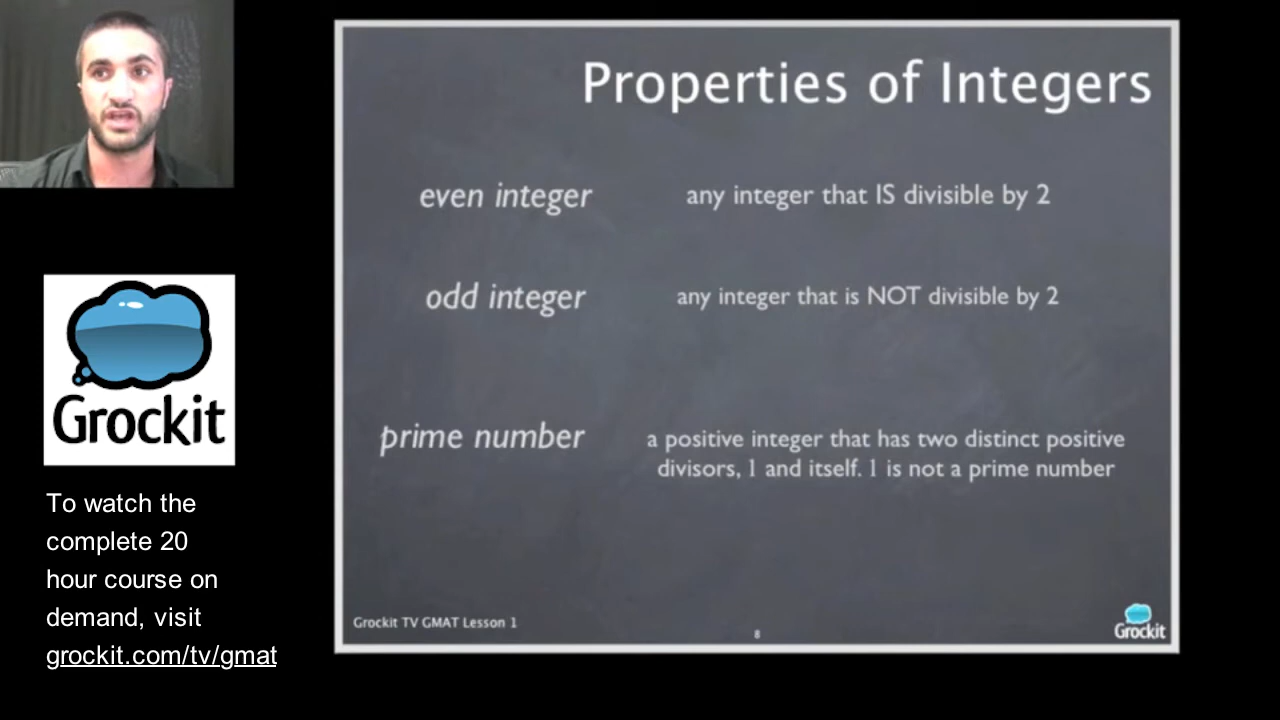 Properties of Integers
even integer any integer that IS divisible by 2
odd integer any integer that is NOT divisible by 2
prime number a positive integer that has two distinct positive
divisors, 1 and itself. 1 is not a prime number
Grockit TV GMAT Lesson 1
8
Grockit
Grockit
To watch the
complete 20
hour course on
demand, visit
grockit.com/tv/gmat